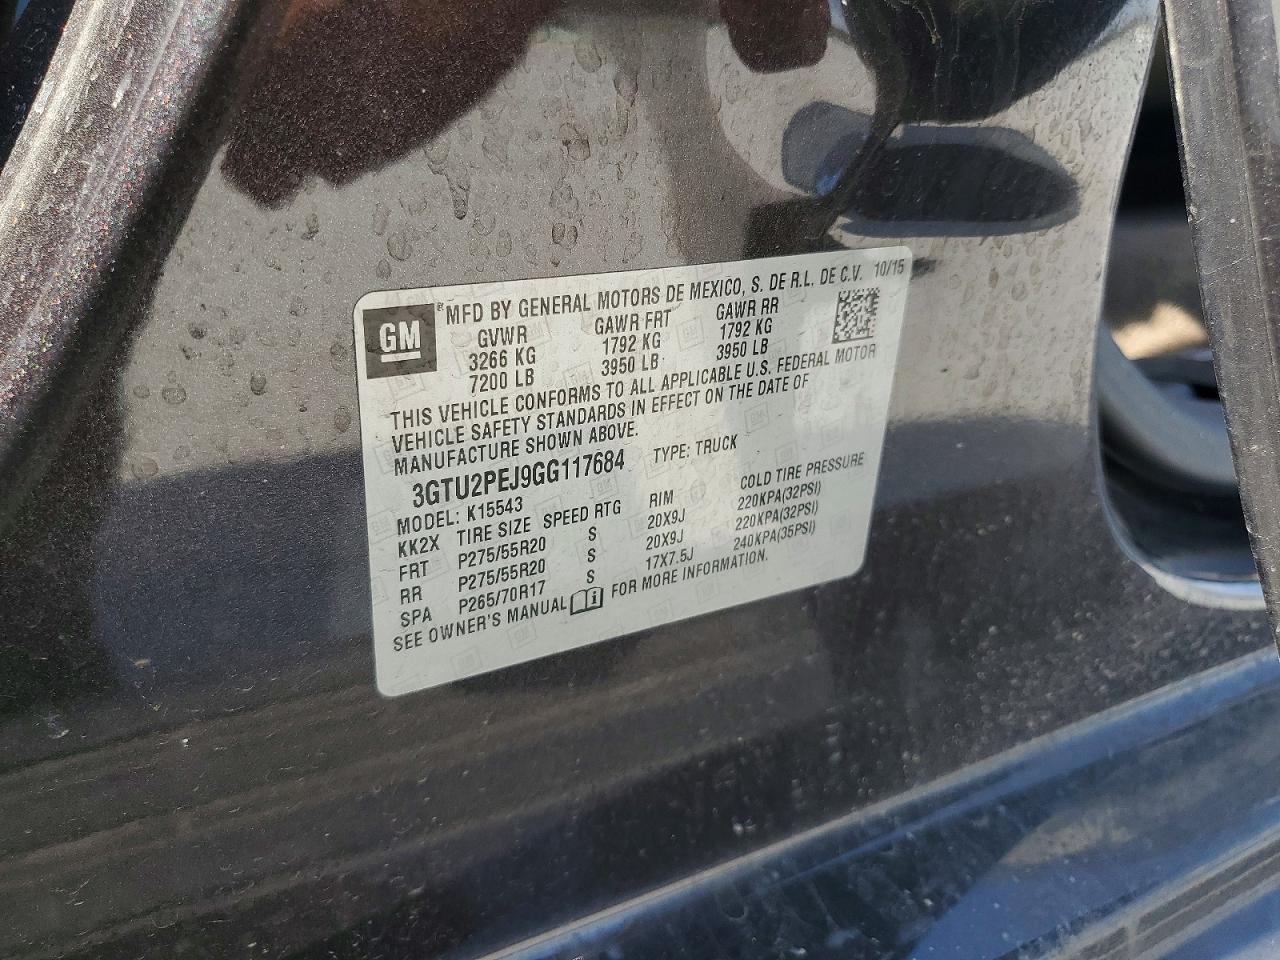 GM
® MFD BY GENERAL MOTORS DE MEXICO, S. DE R.L. DE C.V. 10/15
GVWR GAWR FRT GAWR RR
3266 KG 1792 KG 1792 KG
7200 LB 3950 LB 3950 LB
THIS VEHICLE CONFORMS TO ALL APPLICABLE U.S. FEDERAL MOTOR
VEHICLE SAFETY STANDARDS IN EFFECT ON THE DATE OF
MANUFACTURE SHOWN ABOVE.
3GTU2PEJ9GG117684 TYPE: TRUCK
MODEL: K15543
KK2X TIRE SIZE SPEED RTG RIM COLD TIRE PRESSURE
FRT P275/55R20 S 20X9J 220KPA(32PSI)
RR P275/55R20 S 20X9J 220KPA(32PSI)
SPA P265/70R17 S 17X7.5J 240KPA(35PSI)
SEE OWNER'S MANUAL FOR MORE INFORMATION.